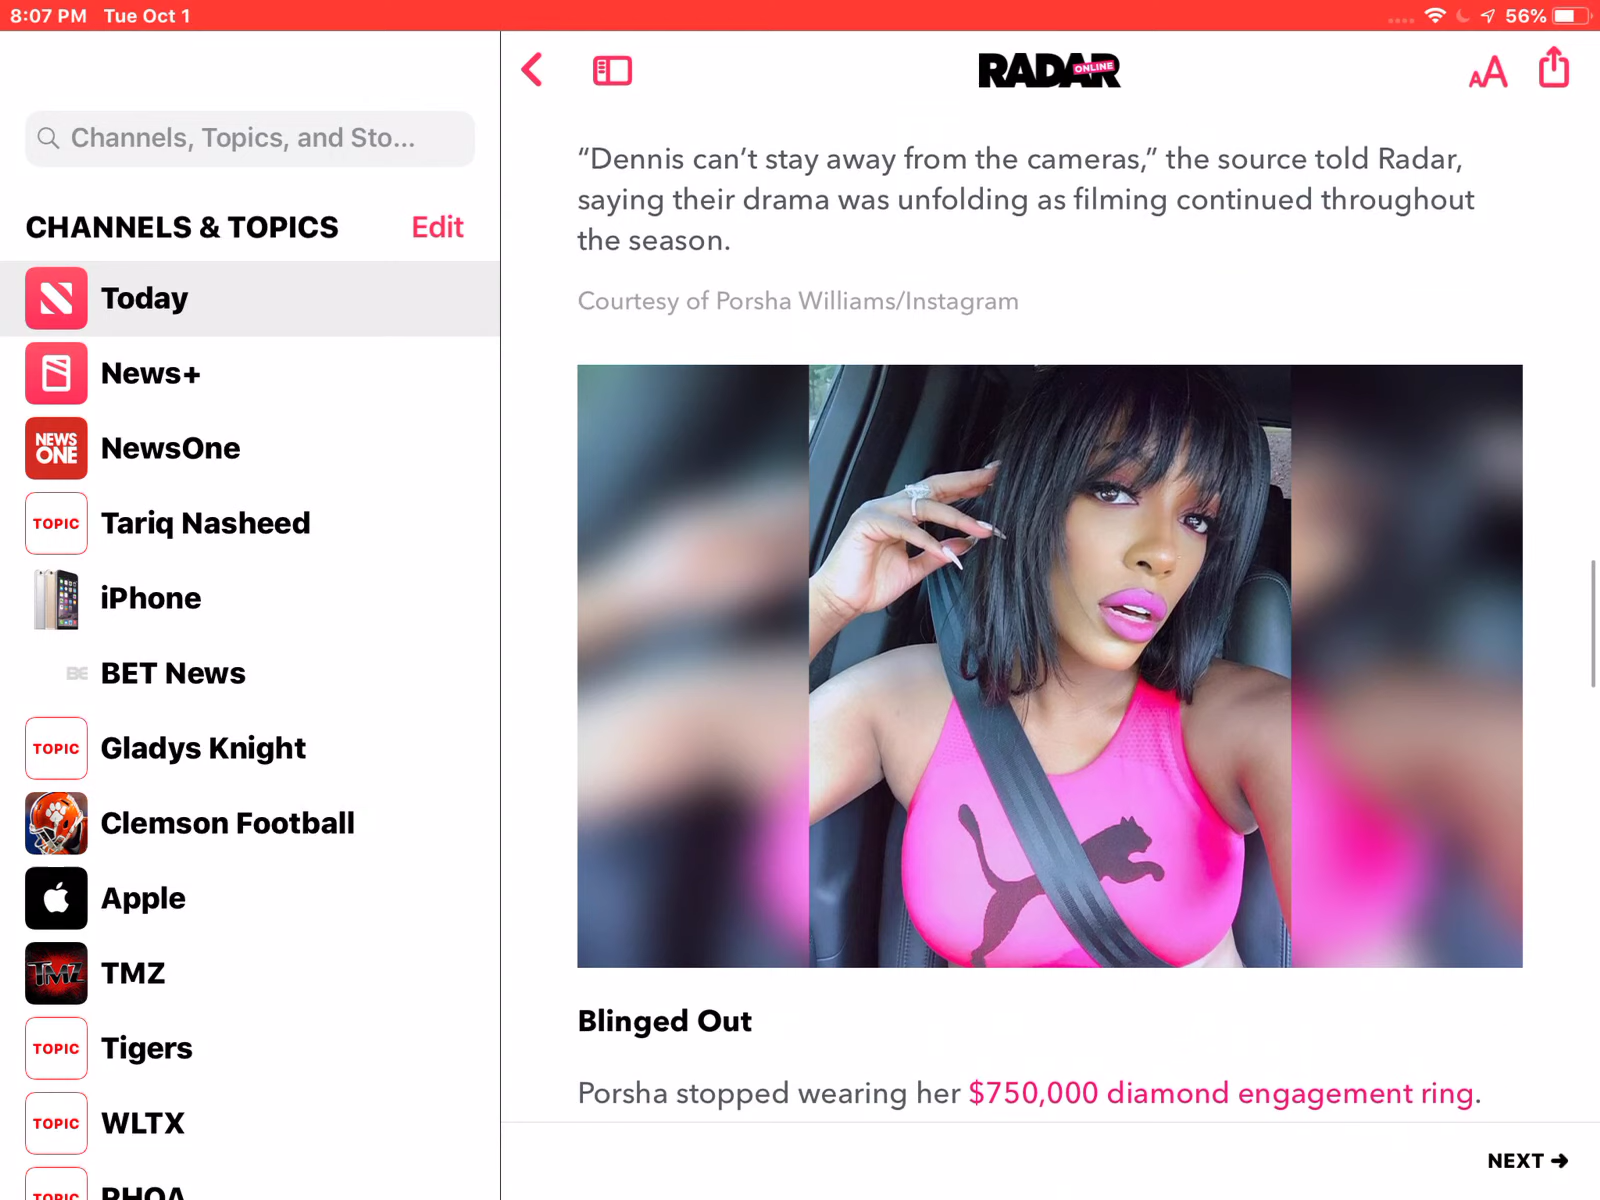 8:07 PM Tue Oct 1
56%
Channels, Topics, and Sto...
CHANNELS & TOPICS
Edit
Today
News+
NEWS
ONE
NewsOne
TOPIC
Tariq Nasheed
iPhone
BE
BET News
TOPIC
Gladys Knight
Clemson Football
Apple
TMZ
TMZ
TOPIC
Tigers
TOPIC
WLTX
TOPIC
RHOA
RADAR
ONLINE
AA
“Dennis can’t stay away from the cameras,” the source told Radar,
saying their drama was unfolding as filming continued throughout
the season.
Courtesy of Porsha Williams/Instagram
Blinged Out
Porsha stopped wearing her $750,000 diamond engagement ring.
NEXT